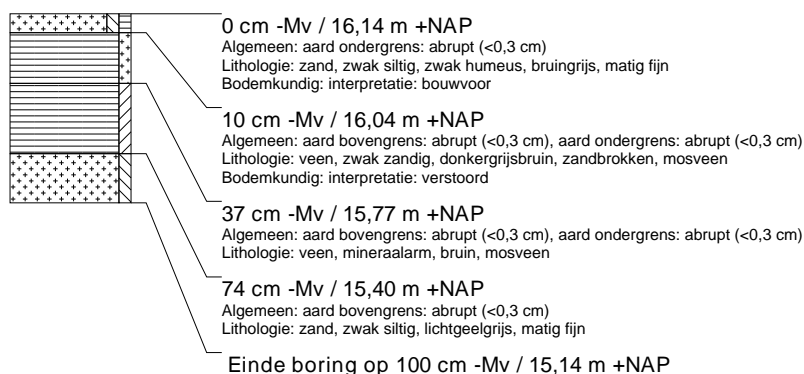 0 cm -Mv / 16,14 m +NAP
Algemeen: aard ondergrens: abrupt (<0,3 cm)
Lithologie: zand, zwak siltig, zwak humeus, bruingrijs, matig fijn
Bodemkundig: interpretatie: bouwvoor
10 cm -Mv / 16,04 m +NAP
Algemeen: aard bovengrens: abrupt (<0,3 cm), aard ondergrens: abrupt (<0,3 cm)
Lithologie: veen, zwak zandig, donkergrijsbruin, zandbrokken, mosveen
Bodemkundig: interpretatie: verstoord
37 cm -Mv / 15,77 m +NAP
Algemeen: aard bovengrens: abrupt (<0,3 cm), aard ondergrens: abrupt (<0,3 cm)
Lithologie: veen, mineraalarm, bruin, mosveen
74 cm -Mv / 15,40 m +NAP
Algemeen: aard bovengrens: abrupt (<0,3 cm)
Lithologie: zand, zwak siltig, lichtgeelgrijs, matig fijn
Einde boring op 100 cm -Mv / 15,14 m +NAP